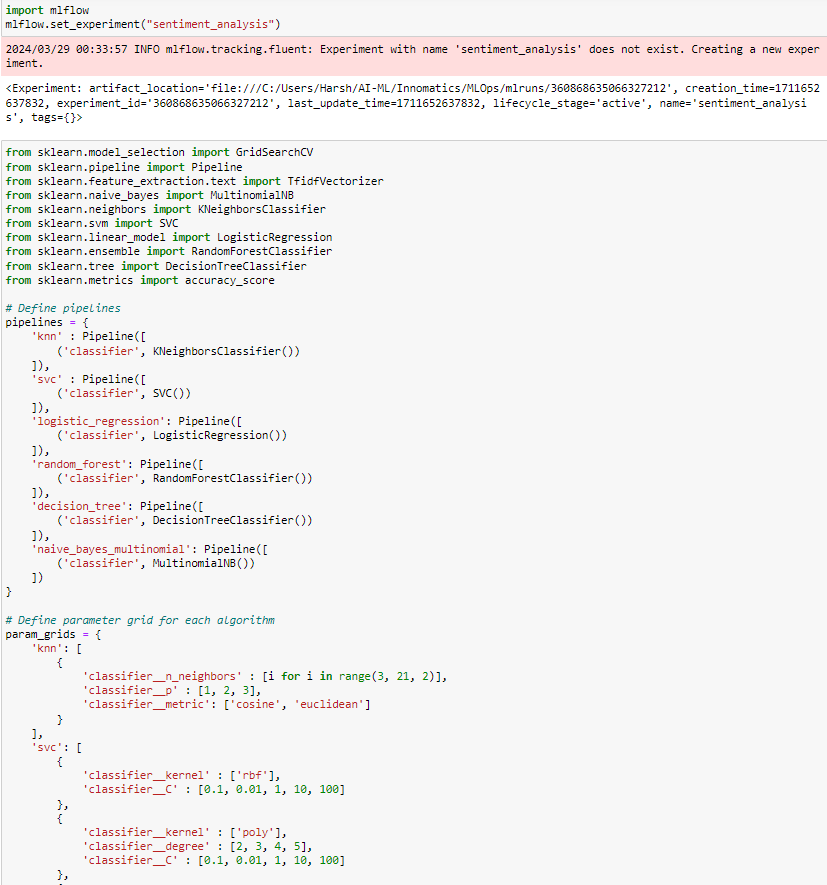 import mlflow
mlflow.set_experiment("sentiment_analysis")
2024/03/29 00:33:57 INFO mlflow.tracking.fluent: Experiment with name 'sentiment_analysis' does not exist. Creating a new exper
iment.
<Experiment: artifact_location='file:///C:/Users/Harsh/AI-ML/Innomatics/MLOps/mlruns/360868635066327212', creation_time=1711652
637832, experiment_id='360868635066327212', last_update_time=1711652637832, lifecycle_stage='active', name='sentiment_analysi
s', tags={}>
from sklearn.model_selection import GridSearchCV
from sklearn.pipeline import Pipeline
from sklearn.feature_extraction.text import TfidfVectorizer
from sklearn.naive_bayes import MultinomialNB
from sklearn.neighbors import KNeighborsClassifier
from sklearn.svm import SVC
from sklearn.linear_model import LogisticRegression
from sklearn.ensemble import RandomForestClassifier
from sklearn.tree import DecisionTreeClassifier
from sklearn.metrics import accuracy_score

# Define pipelines
pipelines = {
    'knn' : Pipeline([
        ('classifier', KNeighborsClassifier())
    ]),
    'svc' : Pipeline([
        ('classifier', SVC())
    ]),
    'logistic_regression': Pipeline([
        ('classifier', LogisticRegression())
    ]),
    'random_forest': Pipeline([
        ('classifier', RandomForestClassifier())
    ]),
    'decision_tree': Pipeline([
        ('classifier', DecisionTreeClassifier())
    ]),
    'naive_bayes_multinomial': Pipeline([
        ('classifier', MultinomialNB())
    ])
}

# Define parameter grid for each algorithm
param_grids = {
    'knn': [
        {
            'classifier__n_neighbors' : [i for i in range(3, 21, 2)],
            'classifier__p' : [1, 2, 3],
            'classifier__metric': ['cosine', 'euclidean']
        }
    ],
    'svc': [
        {
            'classifier__kernel' : ['rbf'],
            'classifier__C' : [0.1, 0.01, 1, 10, 100]
        },
        {
            'classifier__kernel' : ['poly'],
            'classifier__degree' : [2, 3, 4, 5],
            'classifier__C' : [0.1, 0.01, 1, 10, 100]
        },